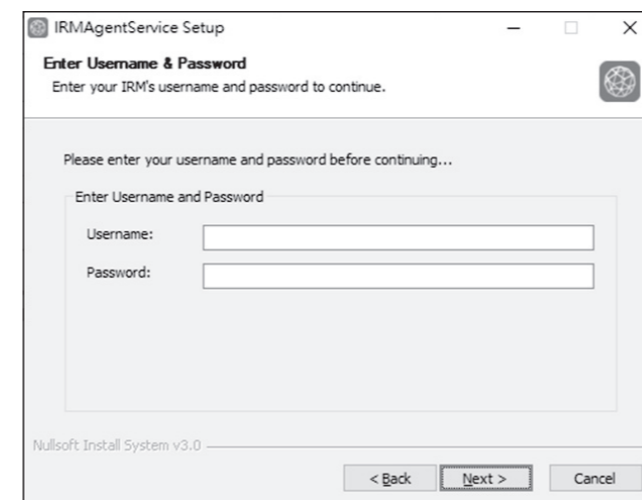 IRMAgentService Setup
Enter Username & Password
Enter your IRM's username and password to continue.
Please enter your username and password before continuing...
Enter Username and Password
Username:
Password:
Nullsoft Install System v3.0
< Back
Next >
Cancel